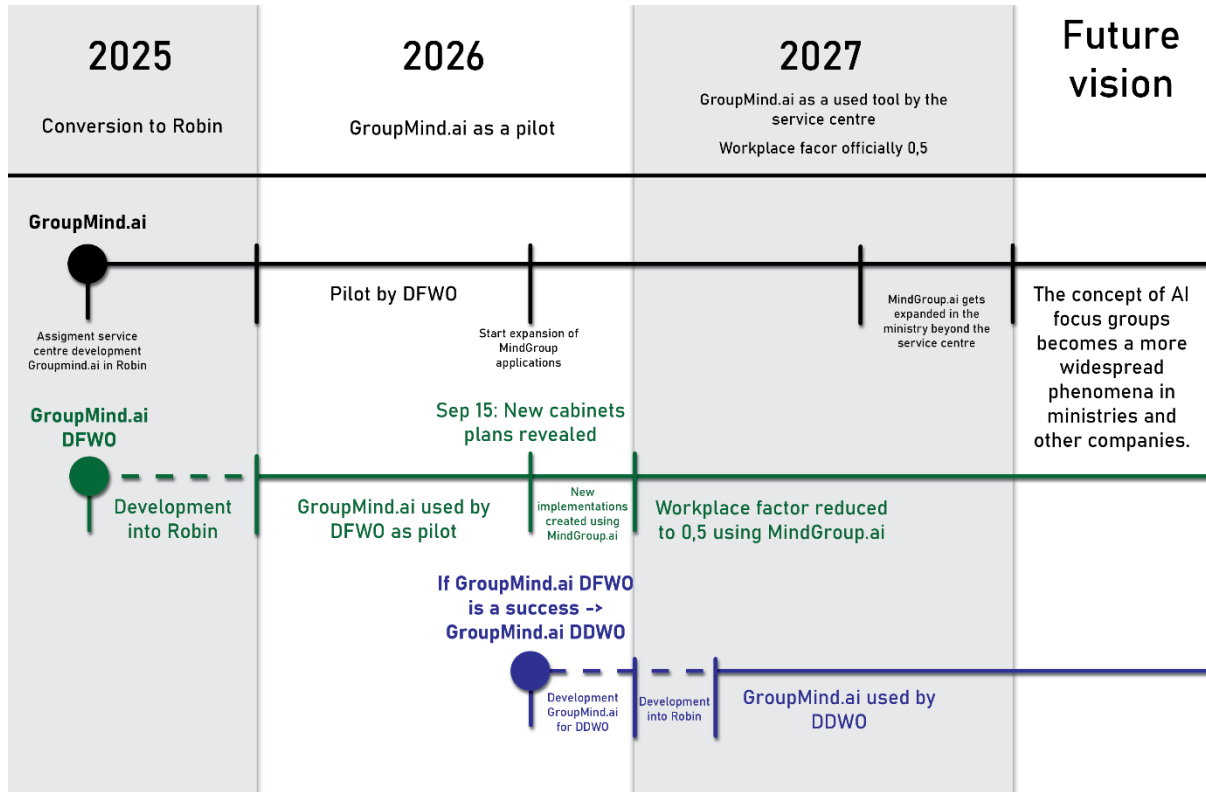 2025
2026
2027
Future
vision
Conversion to Robin
GroupMind.ai as a pilot
GroupMind.ai as a used tool by the
service centre
Workplace facor officially 0,5
GroupMind.ai
Assigment service
centre development
Groupmind.ai in Robin
Pilot by DFWO
Start expansion of
MindGroup
applications
MindGroup.ai gets
expanded in the
ministry beyond the
service centre
The concept of AI
focus groups
becomes a more
widespread
phenomena in
ministries and
other companies.
GroupMind.ai
DFWO
Development
into Robin
GroupMind.ai used by
DFWO as pilot
Sep 15: New cabinets
plans revealed
New
implementations
created using
MindGroup.ai
Workplace factor reduced
to 0,5 using MindGroup.ai
If GroupMind.ai DFWO
is a success ->
GroupMind.ai DDWO
Development
GroupMind.ai
for DDWO
Development
into Robin
GroupMind.ai used by
DDWO